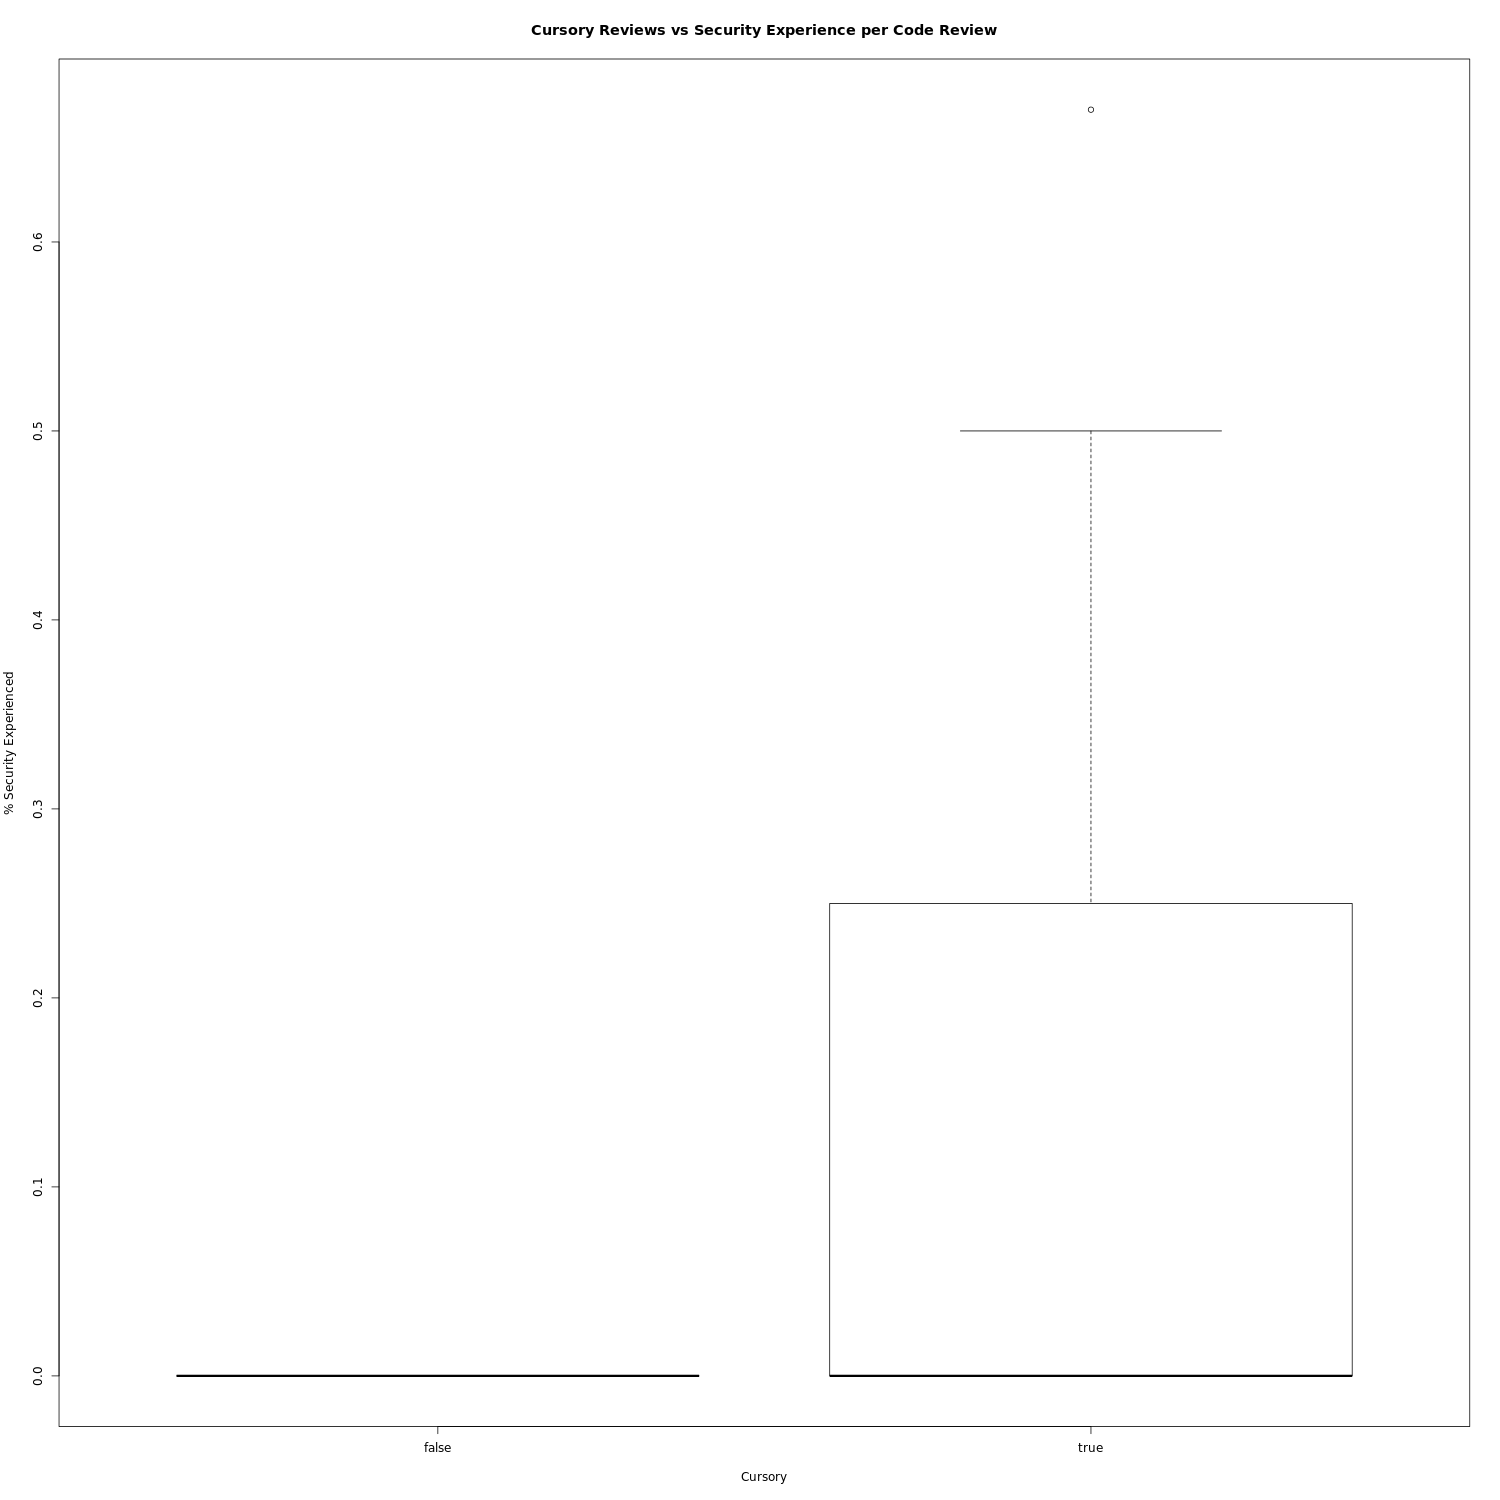 Cursory Reviews vs Security Experience per Code Review
% Security Experienced
0.6
0.5
0.4
0.3
0.2
0.1
0.0
false
true
Cursory